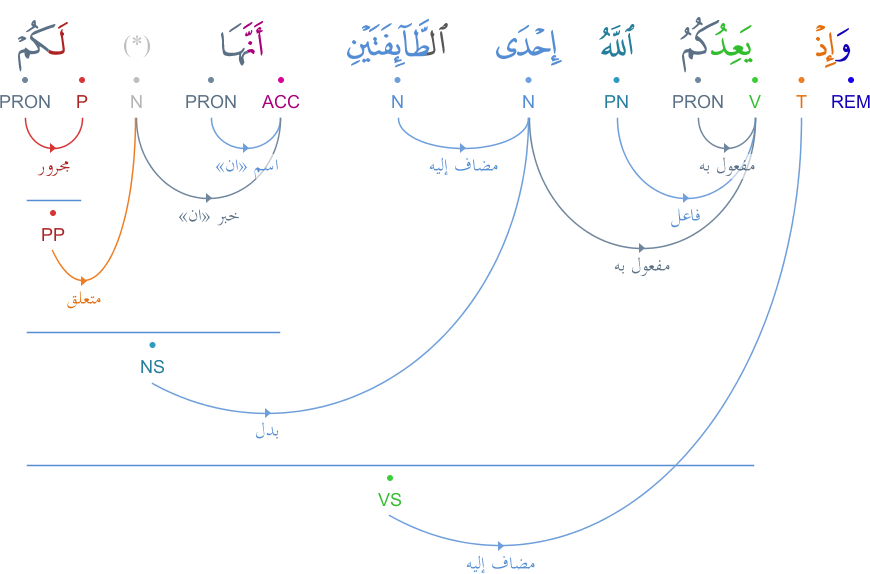 وَإِذْ يَعِدُكُمُ ٱللَّهُ إِحْدَى ٱلطَّآئِفَتَيْنِ أَنَّهَا (*) لَكُمْ
REM T V PRON PN N N ACC PRON N P PRON
مجرور
اسم «ان»
مضاف إليه
مفعول به
خبر «ان»
فاعل
PP
مفعول به
متعلق
NS
بدل
VS
مضاف إليه